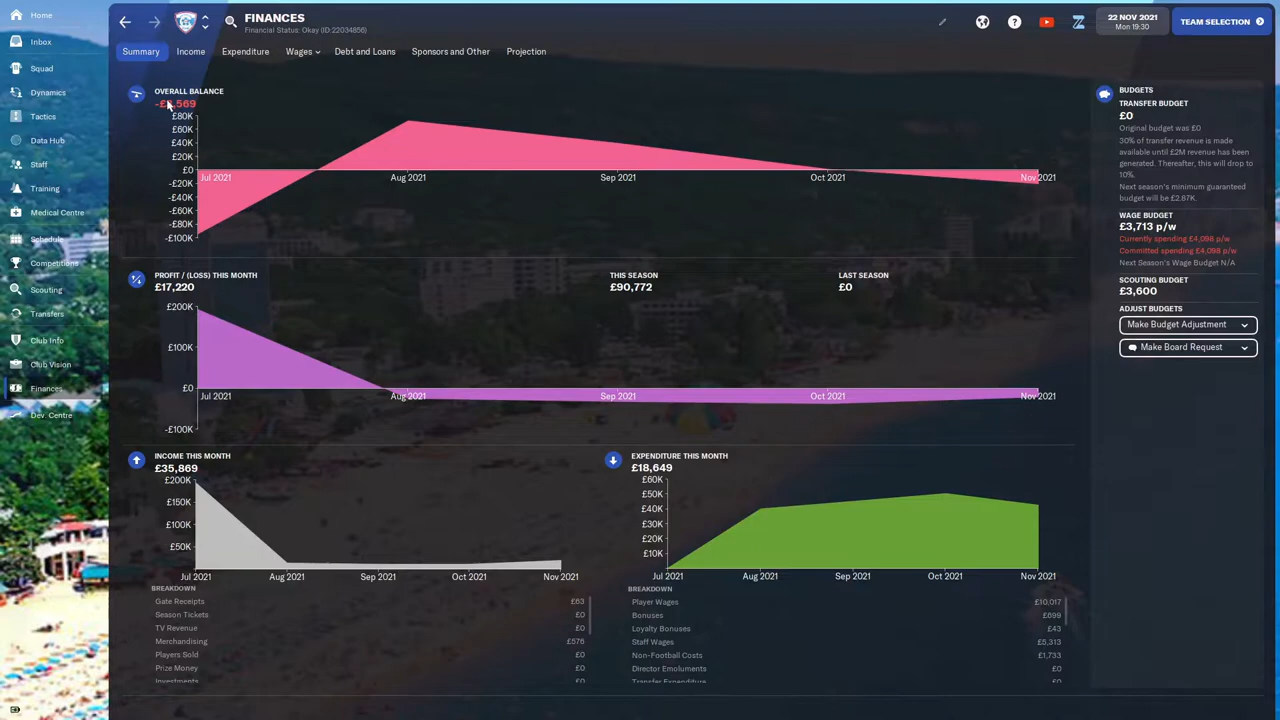 Home
Inbox
Squad
Dynamics
Tactics
Data Hub
Staff
Training
Medical Centre
Schedule
Competitions
Scouting
Transfers
Club Info
Club Vision
Finances
Dev. Centre
FINANCES
Financial Status: Okay (ID:22034856)
22 NOV 2021
Mon 19:30
TEAM SELECTION
Summary
Income
Expenditure
Wages
Debt and Loans
Sponsors and Other
Projection
OVERALL BALANCE
£80K
£60K
£40K
£20K
£0
-£20K
-£40K
-£60K
-£80K
-£100K
Jul 2021
Aug 2021
Sep 2021
Oct 2021
Nov 2021
PROFIT / (LOSS) THIS MONTH
£17,220
THIS SEASON
£90,772
LAST SEASON
£0
£200K
£100K
£0
-£100K
Jul 2021
Aug 2021
Sep 2021
Oct 2021
Nov 2021
INCOME THIS MONTH
£35,869
£200K
£150K
£100K
£50K
Jul 2021
Aug 2021
Sep 2021
Oct 2021
Nov 2021
BREAKDOWN
Gate Receipts £63
Season Tickets £0
TV Revenue £0
Merchandising £576
Players Sold £0
Prize Money £0
Investments £0
EXPENDITURE THIS MONTH
£18,649
£60K
£50K
£40K
£30K
£20K
£10K
Jul 2021
Aug 2021
Sep 2021
Oct 2021
Nov 2021
BREAKDOWN
Player Wages £10,017
Bonuses £699
Loyalty Bonuses £43
Staff Wages £5,313
Non-Football Costs £1,733
Director Emoluments £0
Transfer Expenditure £0
BUDGETS
TRANSFER BUDGET
£0
Original budget was £0
30% of transfer revenue is made
available until £2M revenue has been
generated. Thereafter, this will drop to
10%.
Next season's minimum guaranteed
budget will be £2.87K.
WAGE BUDGET
£3,713 p/w
Currently spending £4,098 p/w
Committed spending £4,098 p/w
Next Season's Wage Budget N/A
SCOUTING BUDGET
£3,600
ADJUST BUDGETS
Make Budget Adjustment
Make Board Request